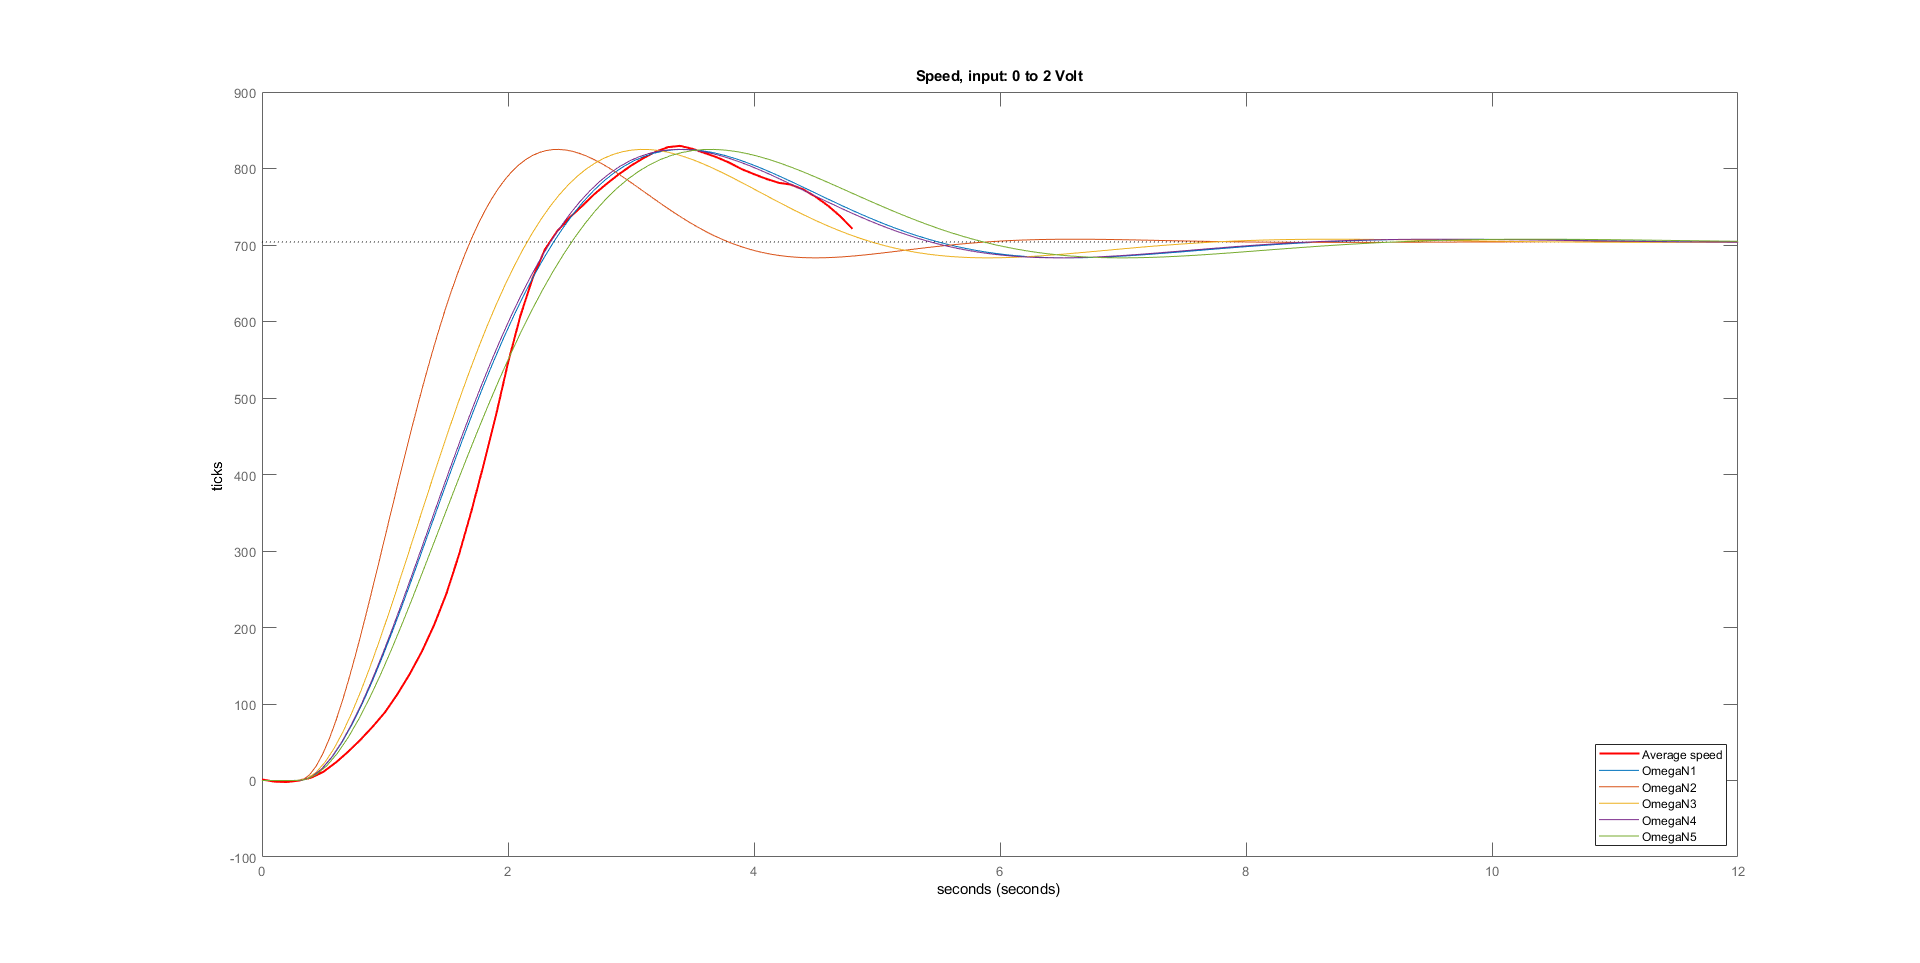 Speed, input: 0 to 2 Volt
900
800
700
600
500
400
300
200
100
0
-100
ticks
0 2 4 6 8 10 12
seconds (seconds)
Average speed
OmegaN1
OmegaN2
OmegaN3
OmegaN4
OmegaN5